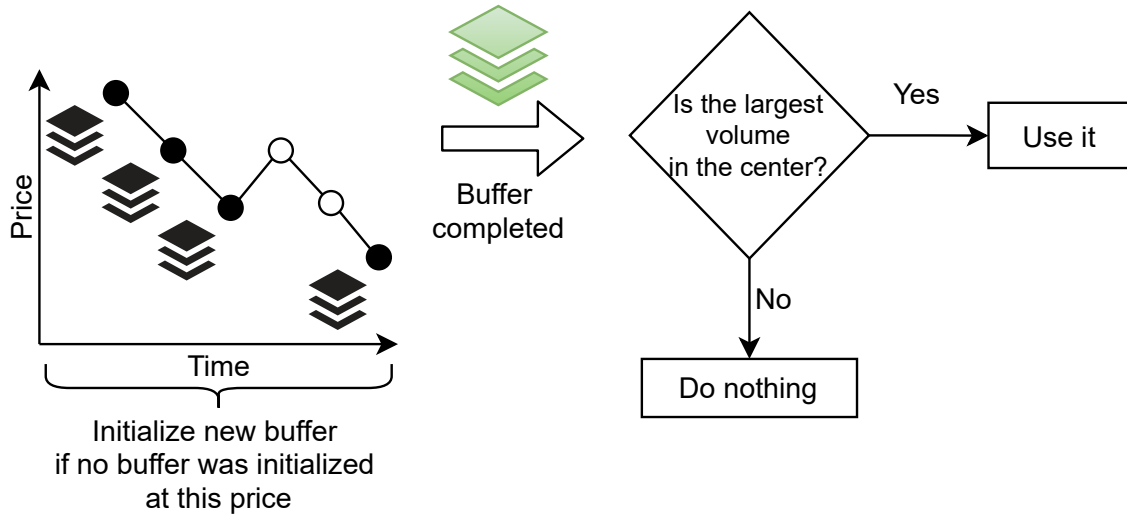 Price
Time
Initialize new buffer
if no buffer was initialized
at this price
Buffer
completed
Is the largest
volume
in the center?
Yes
Use it
No
Do nothing